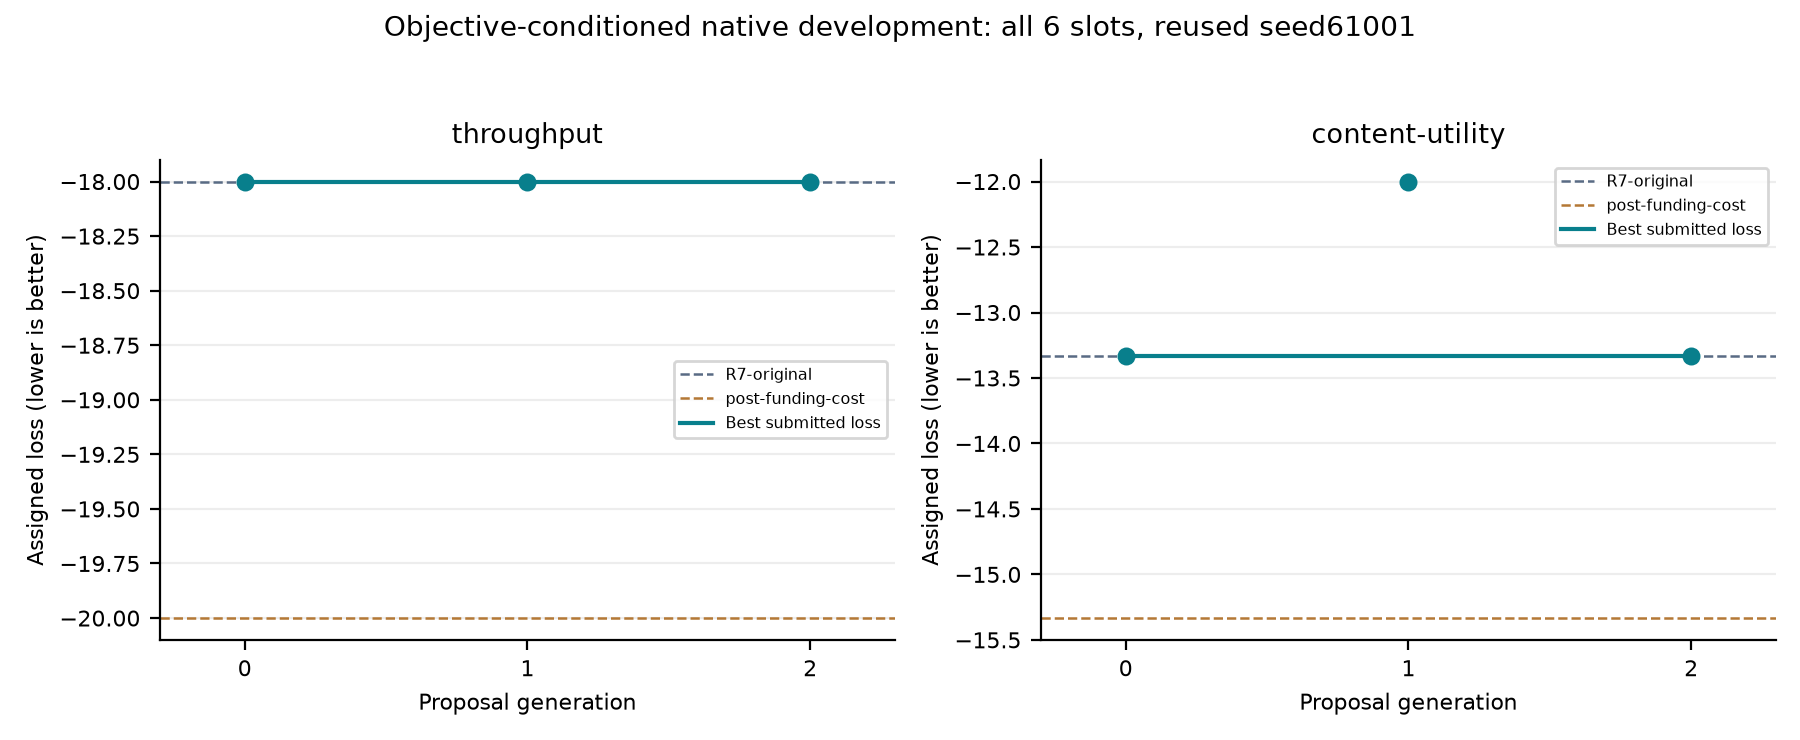 Objective-conditioned native development: all 6 slots, reused seed61001
throughput
Assigned loss (lower is better)
−18.00
−18.25
−18.50
−18.75
−19.00
−19.25
−19.50
−19.75
−20.00
R7-original
post-funding-cost
Best submitted loss
0
1
2
Proposal generation
content-utility
Assigned loss (lower is better)
−12.0
−12.5
−13.0
−13.5
−14.0
−14.5
−15.0
−15.5
R7-original
post-funding-cost
Best submitted loss
0
1
2
Proposal generation